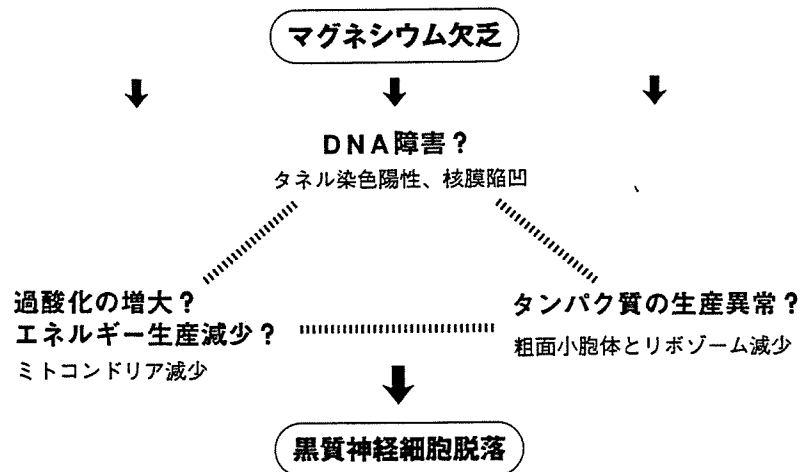 マグネシウム欠乏
DNA障害?
タネル染色陽性、核膜陥凹
過酸化の増大?
エネルギー生産減少?
ミトコンドリア減少
タンパク質の生産異常?
粗面小胞体とリボゾーム減少
黒質神経細胞脱落